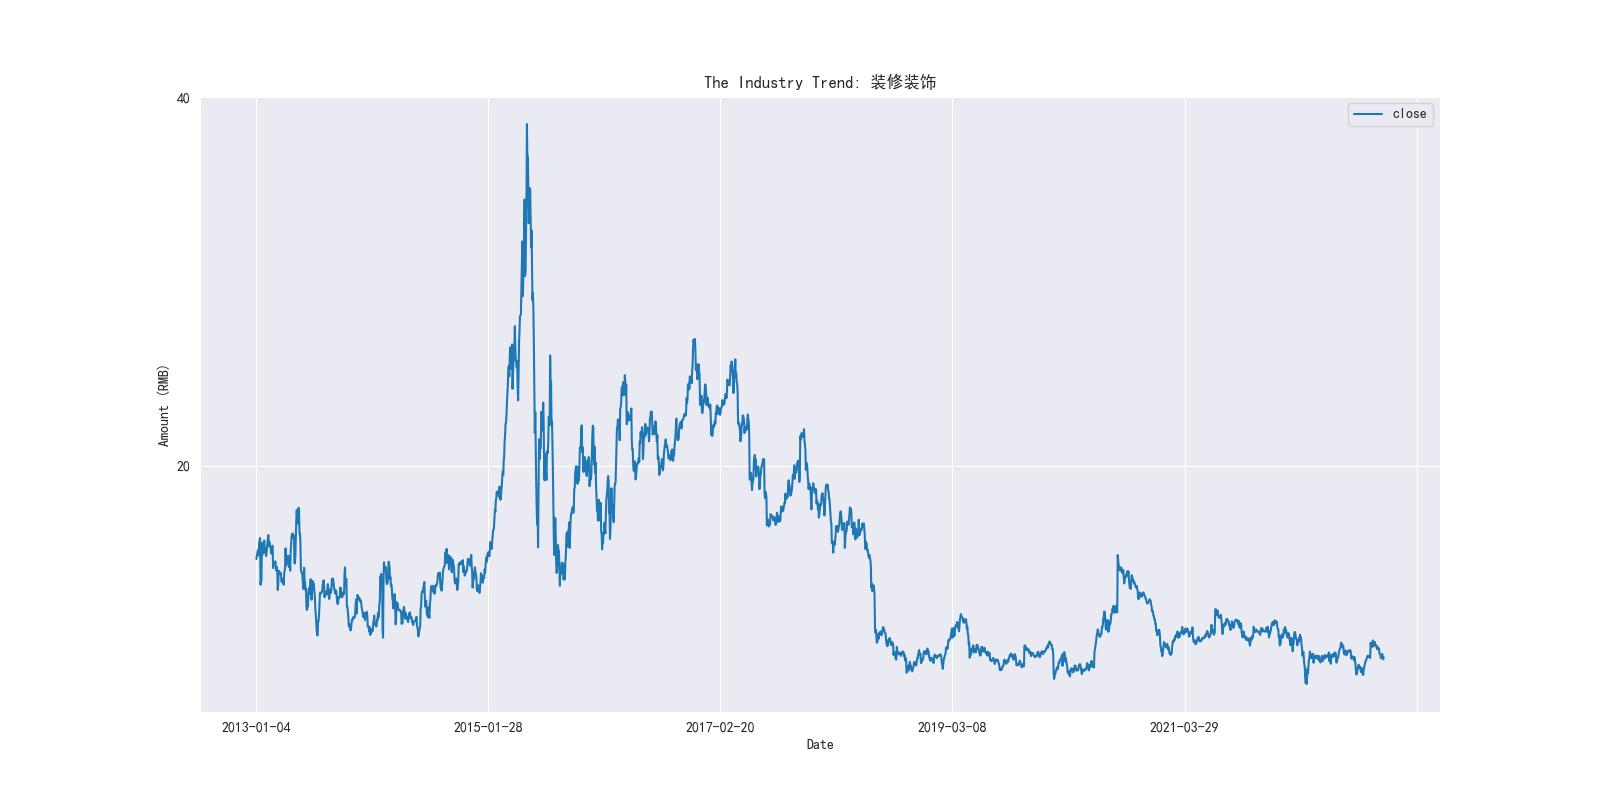 The Industry Trend: 装修装饰
close
40
20
Amount (RMB)
2013-01-04
2015-01-28
2017-02-20
2019-03-08
2021-03-29
Date